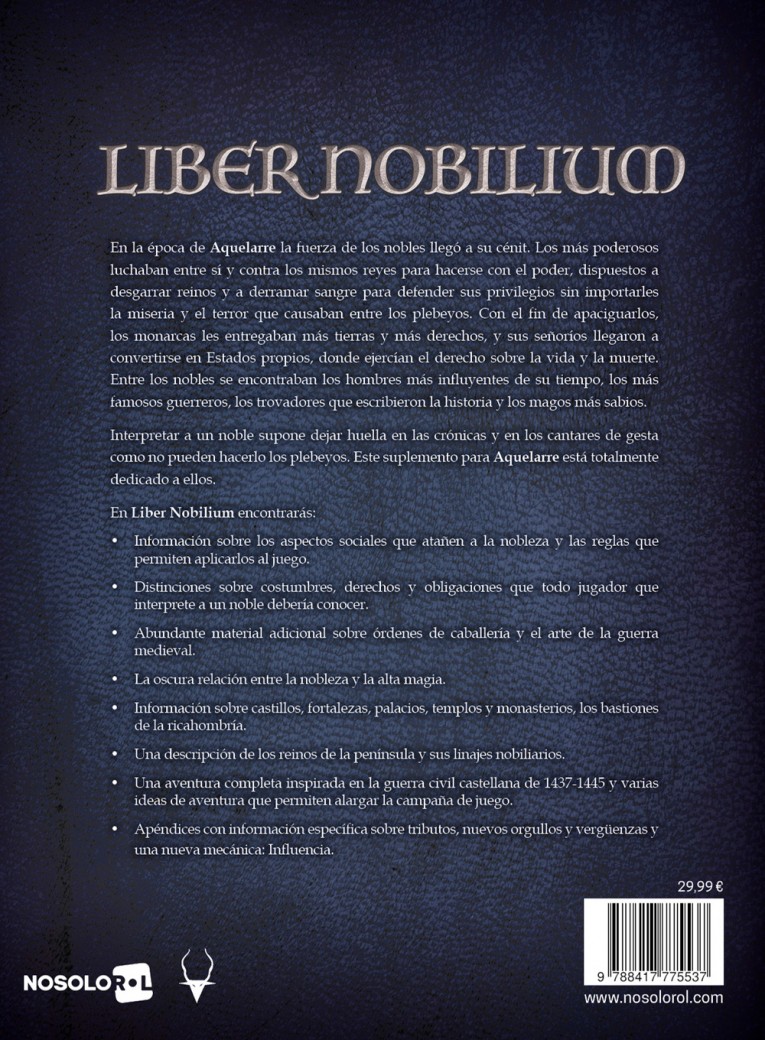 LIBER NOBILIUM
En la época de Aquelarre la fuerza de los nobles llegó a su cénit. Los más poderosos
luchaban entre sí y contra los mismos reyes para hacerse con el poder, dispuestos a
desgarrar reinos y a derramar sangre para defender sus privilegios sin importarles
la miseria y el terror que causaban entre los plebeyos. Con el fin de apaciguarlos,
los monarcas les entregaban más tierras y más derechos, y sus señoríos llegaron a
convertirse en Estados propios, donde ejercían el derecho sobre la vida y la muerte.
Entre los nobles se encontraban los hombres más influyentes de su tiempo, los más
famosos guerreros, los trovadores que escribieron la historia y los magos más sabios.
Interpretar a un noble supone dejar huella en las crónicas y en los cantares de gesta
como no pueden hacerlo los plebeyos. Este suplemento para Aquelarre está totalmente
dedicado a ellos.
En Liber Nobilium encontrarás:
• Información sobre los aspectos sociales que atañen a la nobleza y las reglas que
permiten aplicarlos al juego.
• Distinciones sobre costumbres, derechos y obligaciones que todo jugador que
interprete a un noble debería conocer.
• Abundante material adicional sobre órdenes de caballería y el arte de la guerra
medieval.
• La oscura relación entre la nobleza y la alta magia.
• Información sobre castillos, fortalezas, palacios, templos y monasterios, los bastiones
de la ricahombría.
• Una descripción de los reinos de la península y sus linajes nobiliarios.
• Una aventura completa inspirada en la guerra civil castellana de 1437-1445 y varias
ideas de aventura que permiten alargar la campaña de juego.
• Apéndices con información específica sobre tributos, nuevos orgullos y vergüenzas y
una nueva mecánica: Influencia.
29,99 €
9 788417 775537
www.nosolorol.com
NOSOLOROL